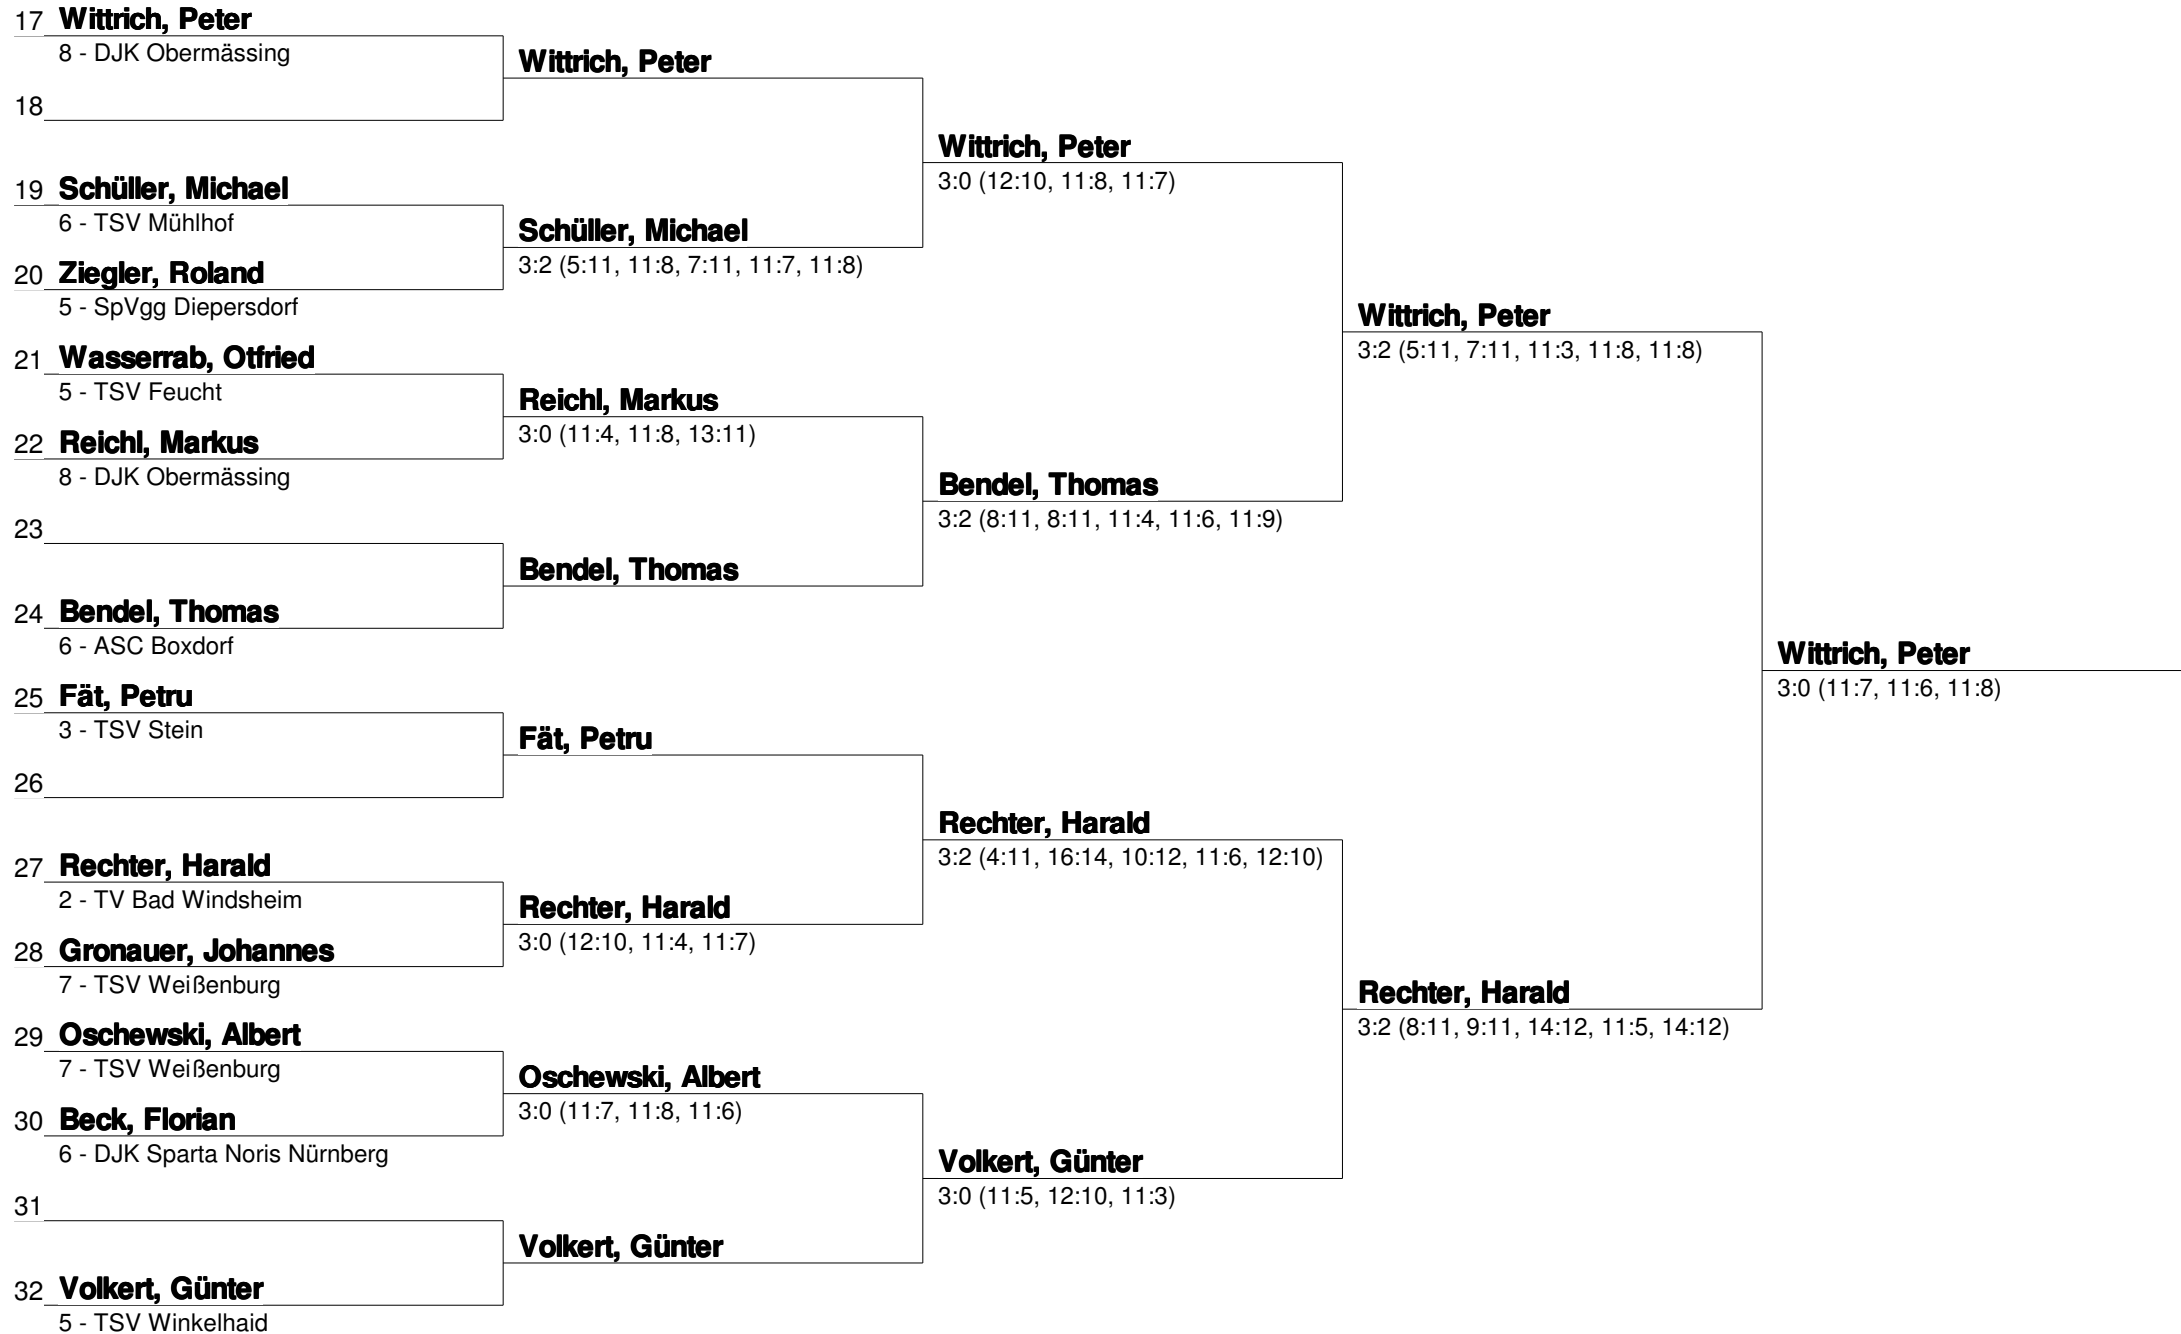 17 Wittrich, Peter
8 - DJK Obermässing
18
19 Schüller, Michael
6 - TSV Mühlhof
20 Ziegler, Roland
5 - SpVgg Diepersdorf
21 Wasserrab, Otfried
5 - TSV Feucht
22 Reichl, Markus
8 - DJK Obermässing
23
24 Bendel, Thomas
6 - ASC Boxdorf
25 Fät, Petru
3 - TSV Stein
26
27 Rechter, Harald
2 - TV Bad Windsheim
28 Gronauer, Johannes
7 - TSV Weißenburg
29 Oschewski, Albert
7 - TSV Weißenburg
30 Beck, Florian
6 - DJK Sparta Noris Nürnberg
31
32 Volkert, Günter
5 - TSV Winkelhaid
Wittrich, Peter
Schüller, Michael
3:2 (5:11, 11:8, 7:11, 11:7, 11:8)
Reichl, Markus
3:0 (11:4, 11:8, 13:11)
Bendel, Thomas
Fät, Petru
Rechter, Harald
3:0 (12:10, 11:4, 11:7)
Oschewski, Albert
3:0 (11:7, 11:8, 11:6)
Volkert, Günter
Wittrich, Peter
3:0 (12:10, 11:8, 11:7)
Bendel, Thomas
3:2 (8:11, 8:11, 11:4, 11:6, 11:9)
Rechter, Harald
3:2 (4:11, 16:14, 10:12, 11:6, 12:10)
Volkert, Günter
3:0 (11:5, 12:10, 11:3)
Wittrich, Peter
3:2 (5:11, 7:11, 11:3, 11:8, 11:8)
Rechter, Harald
3:2 (8:11, 9:11, 14:12, 11:5, 14:12)
Wittrich, Peter
3:0 (11:7, 11:6, 11:8)